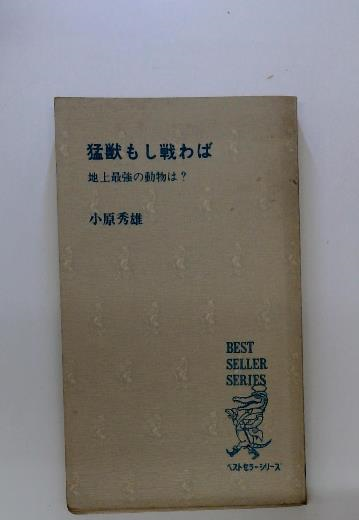 猛獣もし戦わば
地上最強の動物は?
小原秀雄
BEST
SELLER
SERIES
ベストセラーシリーズ